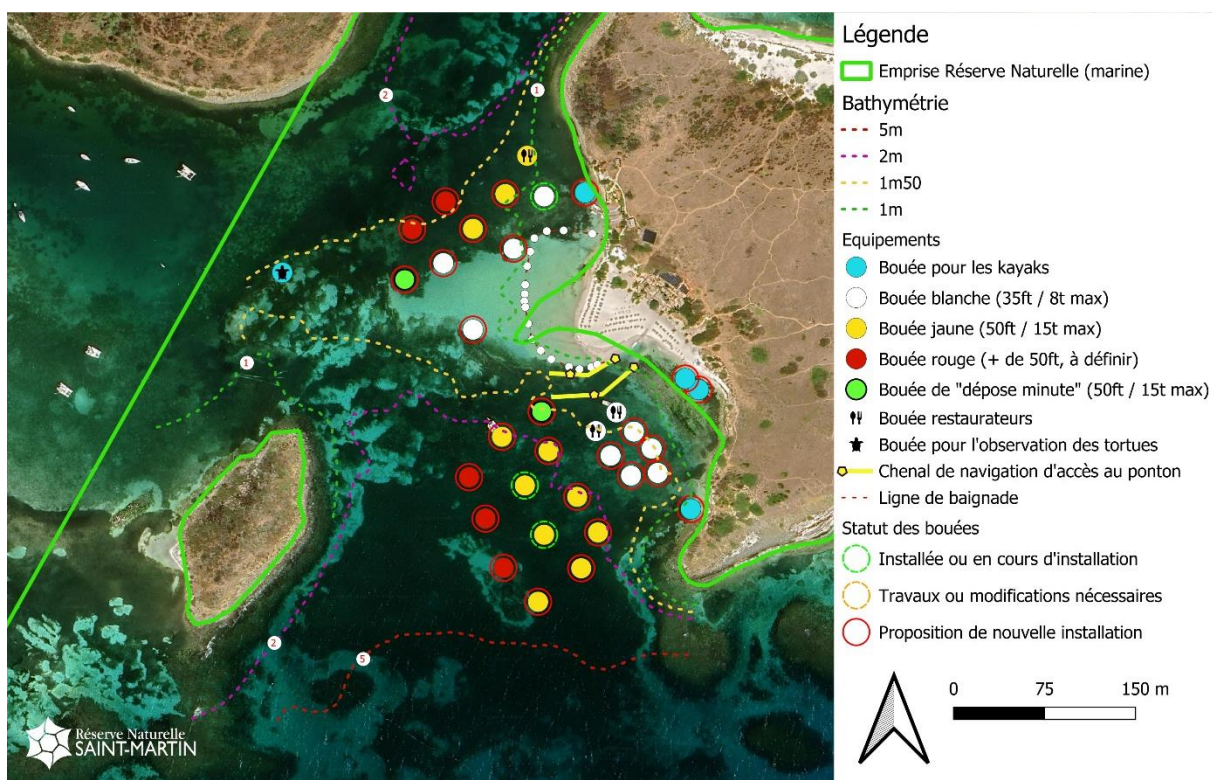 2
1
1
2
5
Réserve Naturelle
SAINT-MARTIN
Légende
Emprise Réserve Naturelle (marine)
Bathymétrie
5m
2m
1m50
1m
Equipements
Bouée pour les kayaks
Bouée blanche (35ft / 8t max)
Bouée jaune (50ft / 15t max)
Bouée rouge (+ de 50ft, à définir)
Bouée de "dépose minute" (50ft / 15t max)
Bouée restaurateurs
Bouée pour l'observation des tortues
Chenal de navigation d'accès au ponton
Ligne de baignade
Statut des bouées
Installée ou en cours d'installation
Travaux ou modifications nécessaires
Proposition de nouvelle installation
0 75 150 m